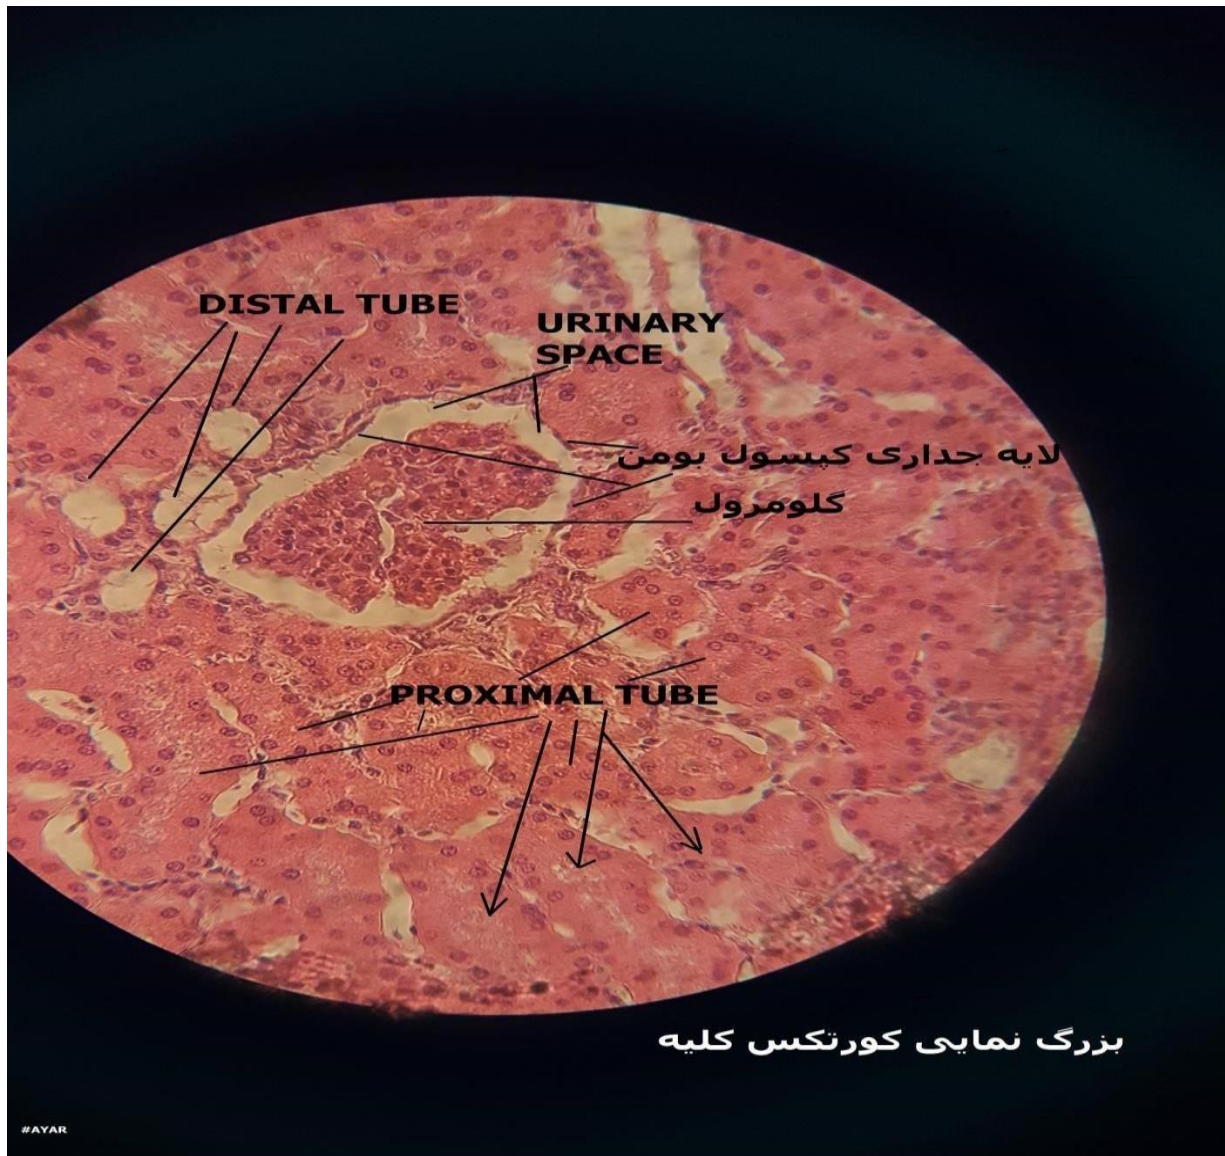 DISTAL TUBE
URINARY
SPACE
لایه جداری کپسول بومن
گلومرول
PROXIMAL TUBE
بزرگ نمایی کورتکس کلیه
#AYAR